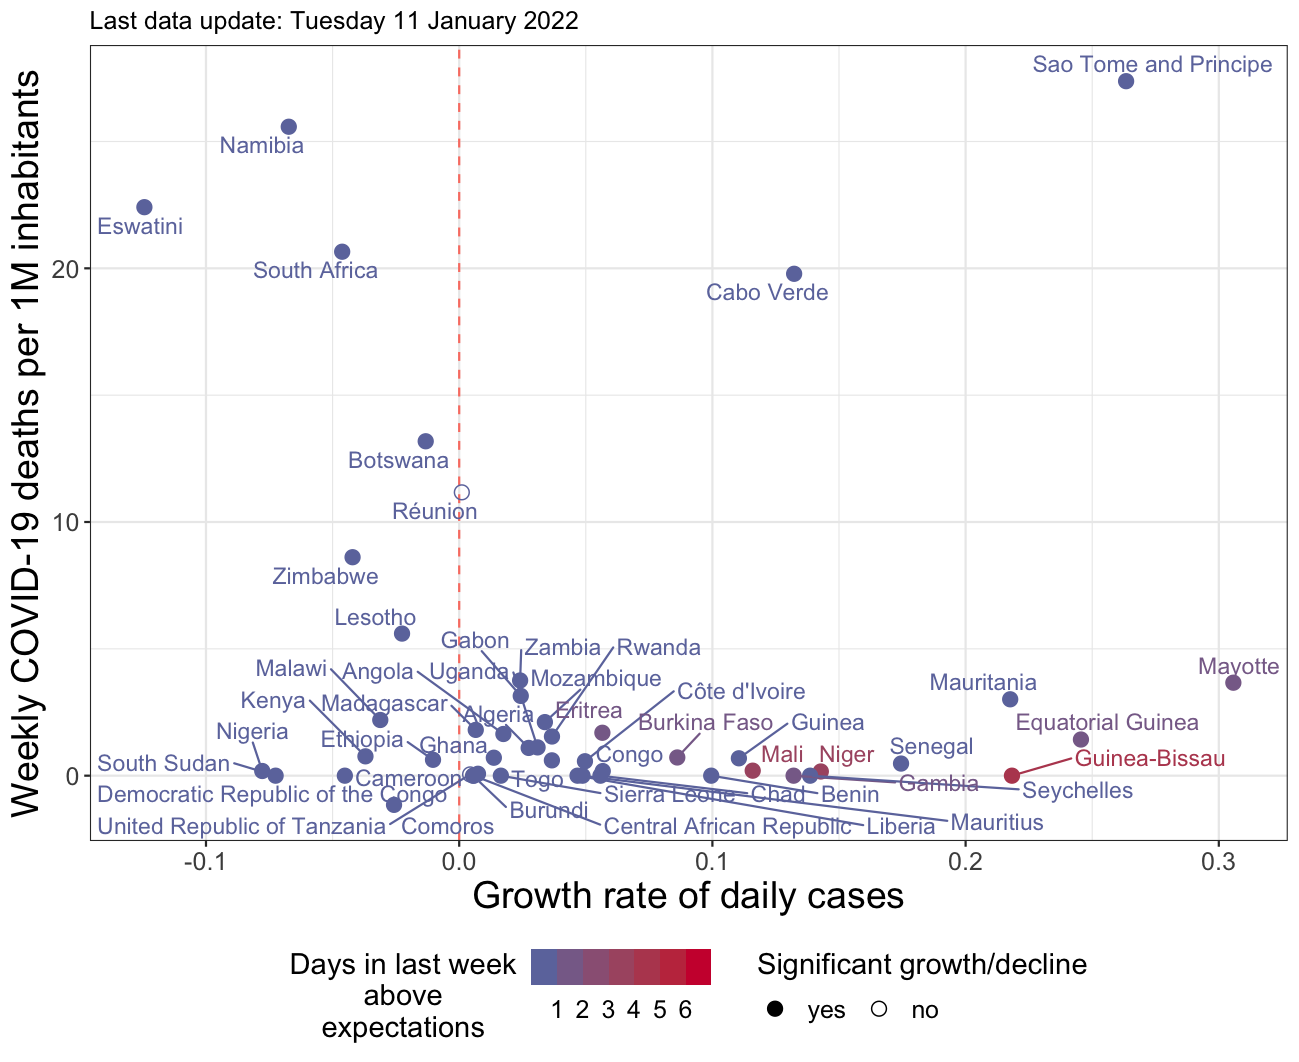 Last data update: Tuesday 11 January 2022
Weekly COVID-19 deaths per 1M inhabitants
Sao Tome and Principe
Namibia
Eswatini
South Africa
20
Cabo Verde
Botswana
Réunion
10
Zimbabwe
Lesotho
Gabon
Zambia
Rwanda
Malawi
Angola
Uganda
Mozambique
Mayotte
Mauritania
Kenya
Madagascar
Côte d'Ivoire
Algeria
Eritrea
Burkina Faso
Guinea
Equatorial Guinea
Nigeria
Ethiopia
Ghana
Congo
Mali
Niger
Senegal
Guinea-Bissau
South Sudan
0
Cameroon
Togo
Gambia
Seychelles
Democratic Republic of the Congo
Sierra Leone
Chad
Benin
Burundi
United Republic of Tanzania
Comoros
Central African Republic
Liberia
Mauritius
-0.1
0.0
0.1
0.2
0.3
Growth rate of daily cases
Days in last week
above
expectations
1 2 3 4 5 6
Significant growth/decline
yes
no